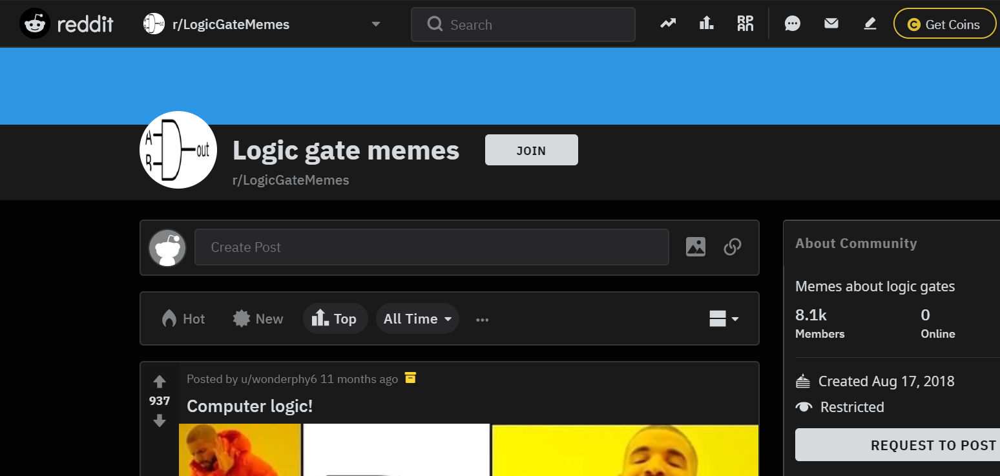 reddit
r/LogicGateMemes
Search
RPAN
Get Coins
A
B
out
Logic gate memes
JOIN
r/LogicGateMemes
Create Post
About Community
Memes about logic gates
8.1k
0
Members
Online
Hot
New
Top
All Time
Created Aug 17, 2018
Restricted
REQUEST TO POST
Posted by u/wonderphy6 11 months ago
937
Computer logic!